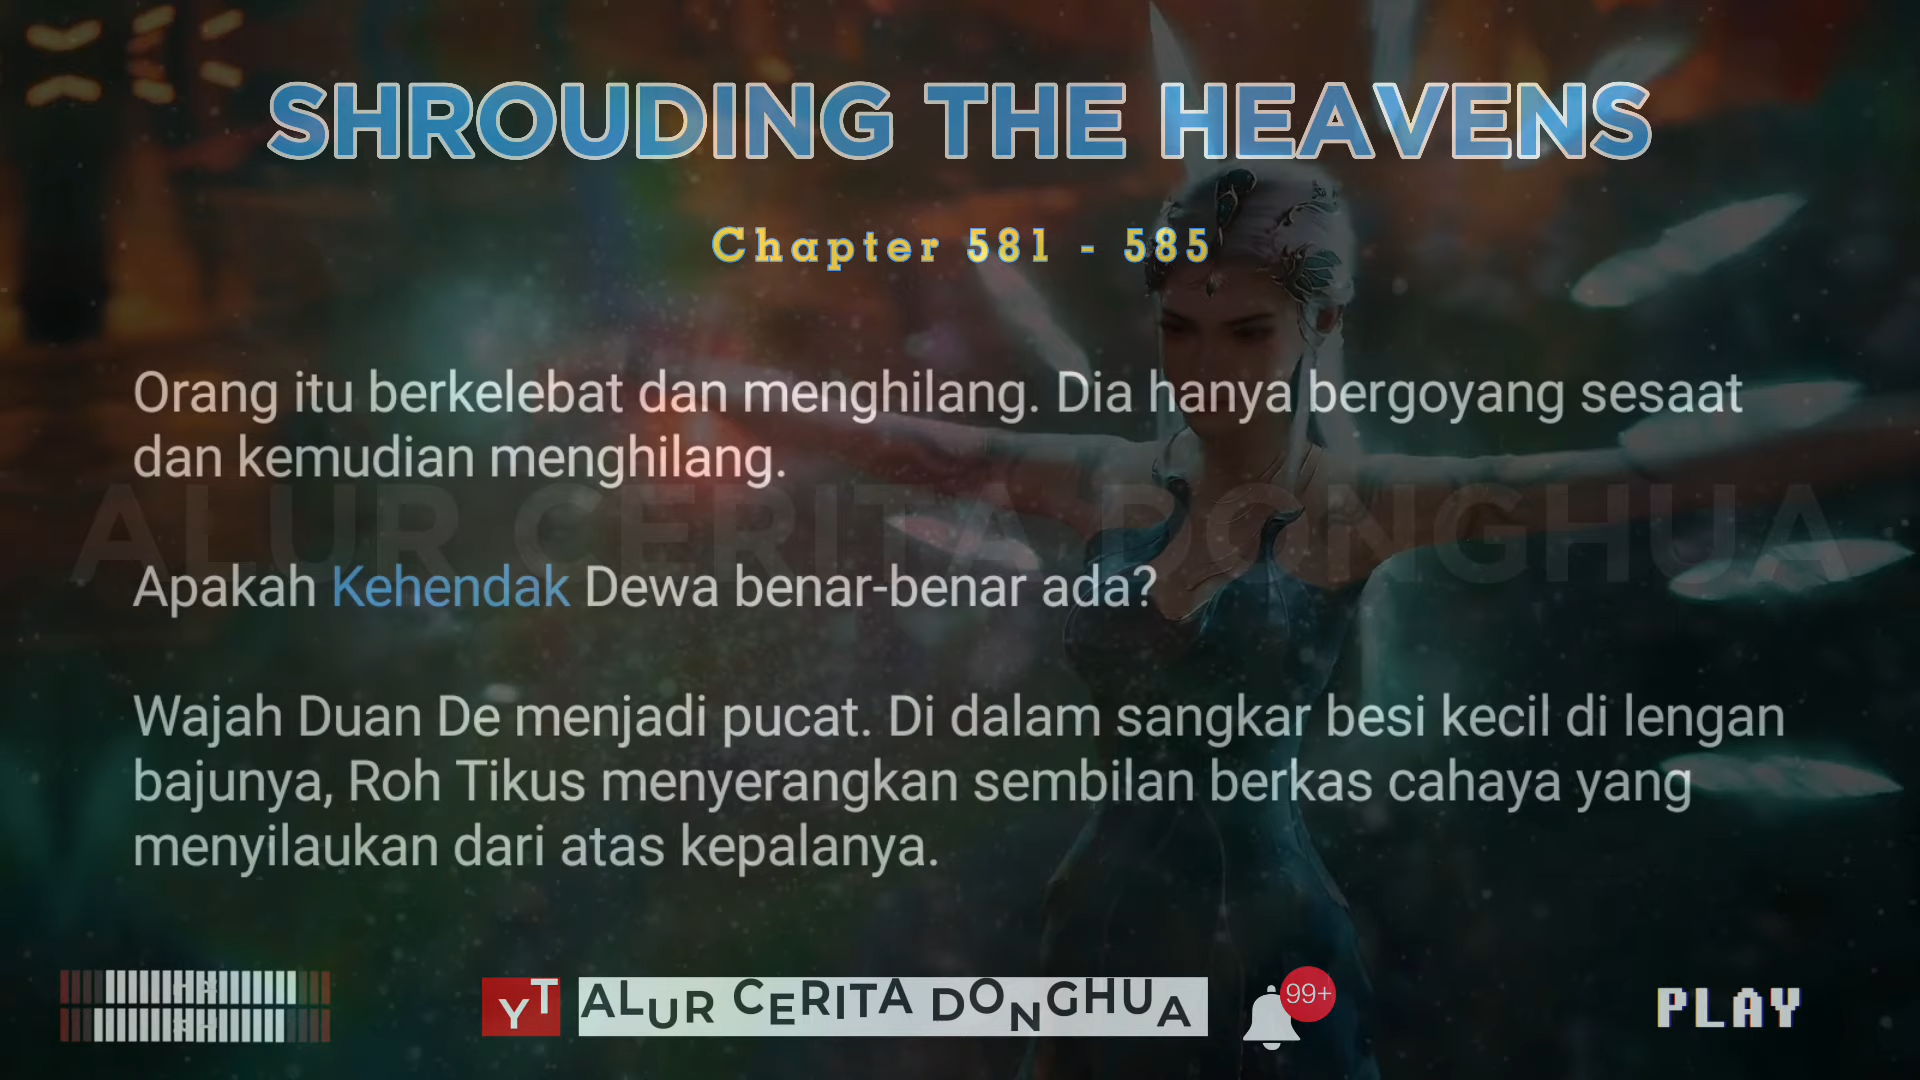 SHROUDING THE HEAVENS
Chapter 581 - 585
Orang itu berkelebat dan menghilang. Dia hanya bergoyang sesaat
dan kemudian menghilang.
ALUR CERITA DONGHUA
Apakah Kehendak Dewa benar-benar ada?
Wajah Duan De menjadi pucat. Di dalam sangkar besi kecil di lengan
bajunya, Roh Tikus menyerangkan sembilan berkas cahaya yang
menyilaukan dari atas kepalanya.
YT ALUR CERITA DONGHUA 99+
PLAY